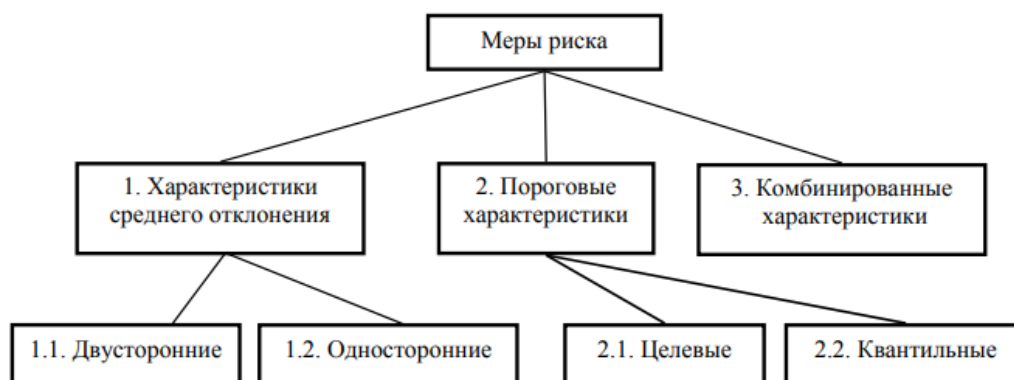 Меры риска
1. Характеристики
среднего отклонения
2. Пороговые
характеристики
3. Комбинированные
характеристики
1.1. Двусторонние
1.2. Односторонние
2.1. Целевые
2.2. Квантильные